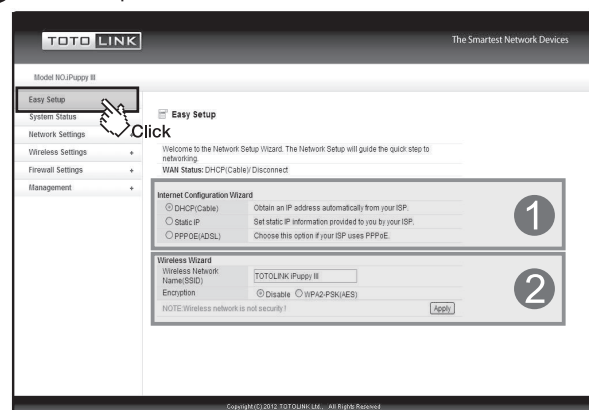 TOTO LINK
The Smartest Network Devices
Model NO.iPuppy III
Easy Setup
System Status
Network Settings
Wireless Settings +
Firewall Settings +
Management +
Click
Easy Setup
Welcome to the Network Setup Wizard. The Network Setup will guide the quick step to
networking.
WAN Status: DHCP(Cable)/ Disconnect
Internet Configuration Wizard
DHCP(Cable) Obtain an IP address automatically from your ISP.
Static IP Set static IP information provided to you by your ISP.
PPPOE(ADSL) Choose this option if your ISP uses PPPoE.
1
Wireless Wizard
Wireless Network
Name(SSID) TOTOLINK iPuppy III
Encryption Disable WPA2-PSK(AES)
NOTE:Wireless network is not security ! Apply
2
Copyright (C) 2012 TOTOLINK Ltd., All Rights Reserved